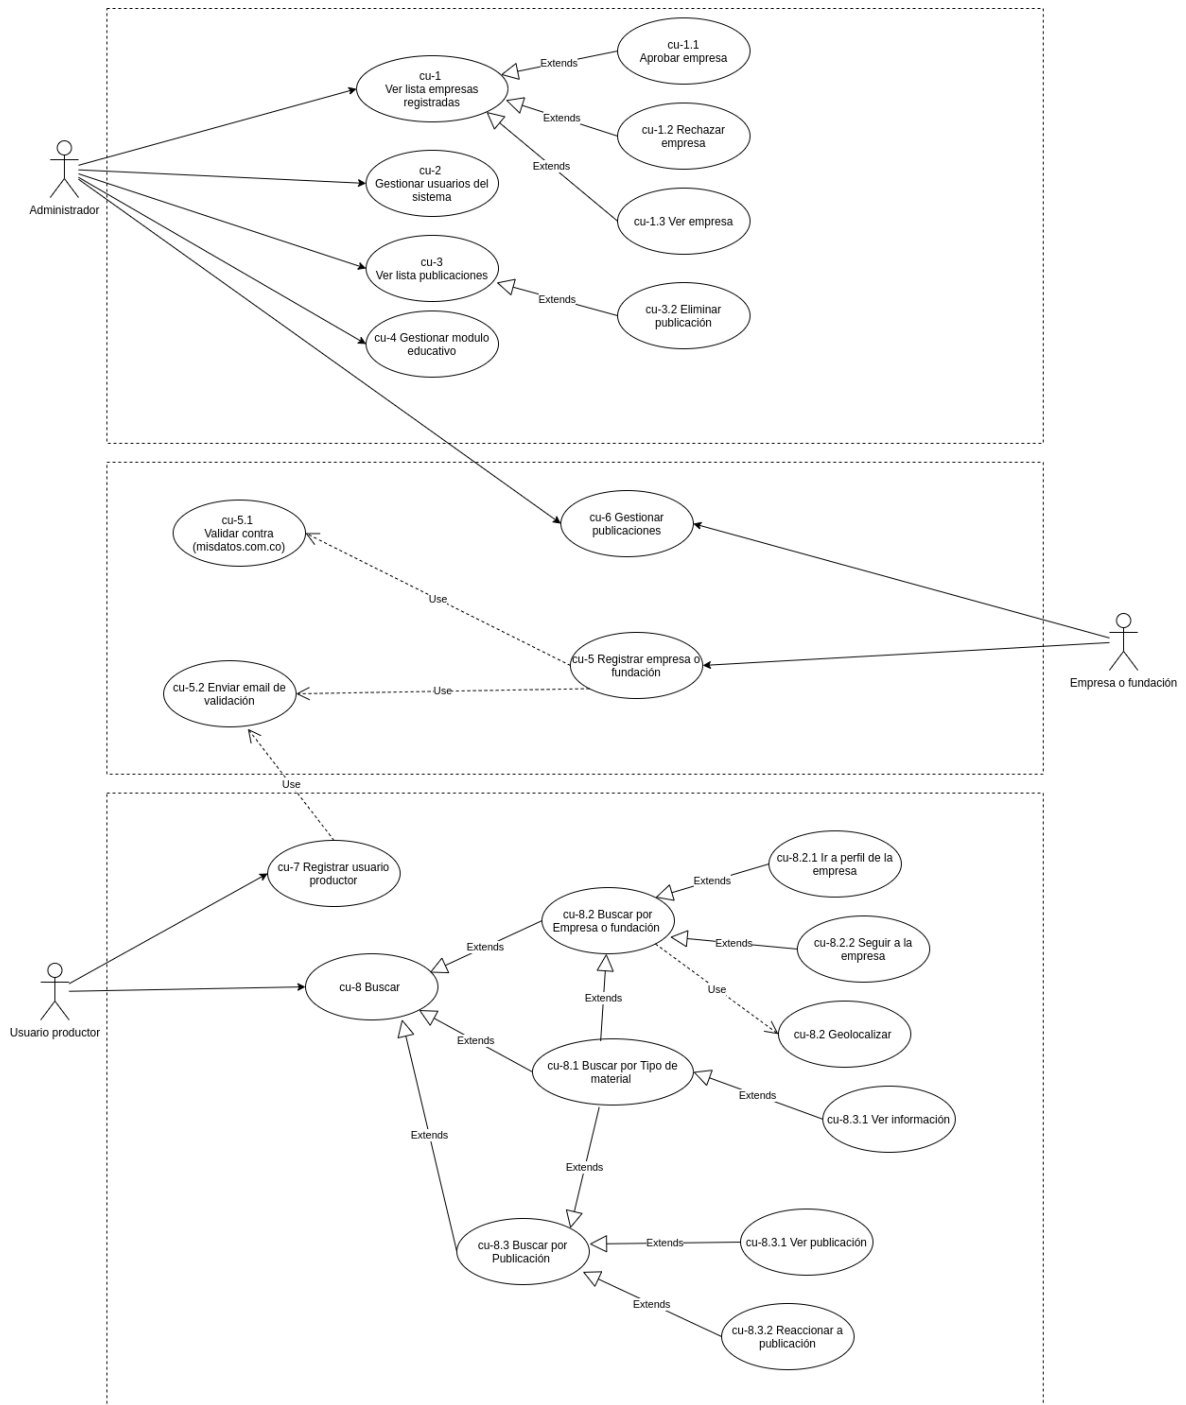 cu-1
Ver lista empresas
registradas
Extends
cu-1.1
Aprobar empresa
Extends
cu-1.2 Rechazar
empresa
Extends
cu-1.3 Ver empresa
Administrador
cu-2
Gestionar usuarios del
sistema
cu-3
Ver lista publicaciones
Extends
cu-3.2 Eliminar
publicación
cu-4 Gestionar modulo
educativo
cu-5.1
Validar contra
(misdatos.com.co)
cu-6 Gestionar
publicaciones
Use
cu-5 Registrar empresa o
fundación
Empresa o fundación
cu-5.2 Enviar email de
validación
Use
Use
cu-7 Registrar usuario
productor
Usuario productor
cu-8 Buscar
Extends
cu-8.2 Buscar por
Empresa o fundación
Extends
cu-8.2.1 Ir a perfil de la
empresa
Extends
cu-8.2.2 Seguir a la
empresa
Use
cu-8.2 Geolocalizar
Extends
Extends
cu-8.1 Buscar por Tipo de
material
Extends
cu-8.3.1 Ver información
Extends
Extends
cu-8.3 Buscar por
Publicación
Extends
cu-8.3.1 Ver publicación
Extends
cu-8.3.2 Reaccionar a
publicación